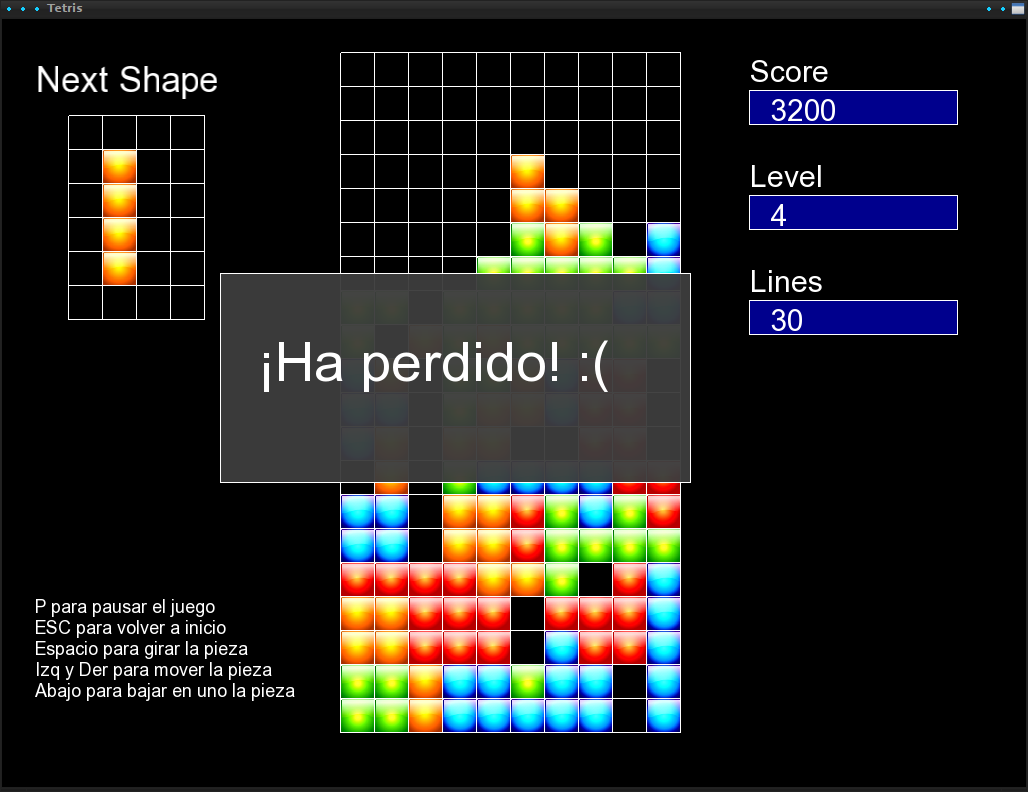 Tetris
Next Shape
Score
3200
Level
4
Lines
30
¡Ha perdido! :(
P para pausar el juego
ESC para volver a inicio
Espacio para girar la pieza
Izq y Der para mover la pieza
Abajo para bajar en uno la pieza